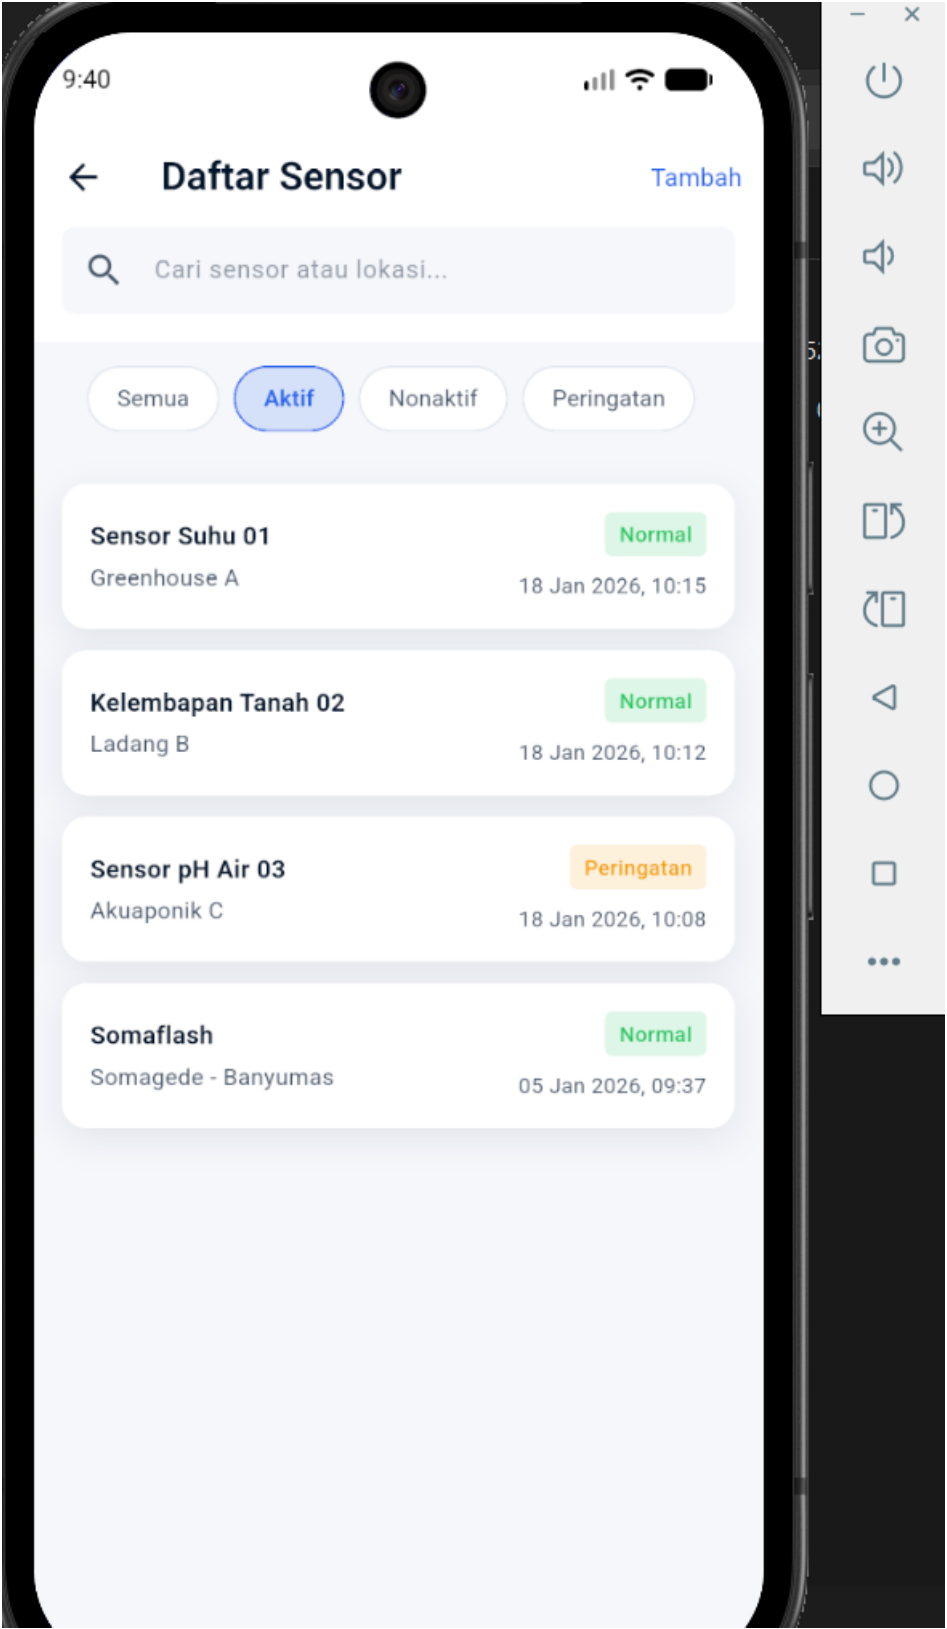 9:40
Daftar Sensor
Tambah
Cari sensor atau lokasi...
Semua
Aktif
Nonaktif
Peringatan
Sensor Suhu 01
Normal
Greenhouse A
18 Jan 2026, 10:15
Kelembapan Tanah 02
Normal
Ladang B
18 Jan 2026, 10:12
Sensor pH Air 03
Peringatan
Akuaponik C
18 Jan 2026, 10:08
Somaflash
Normal
Somagede - Banyumas
05 Jan 2026, 09:37